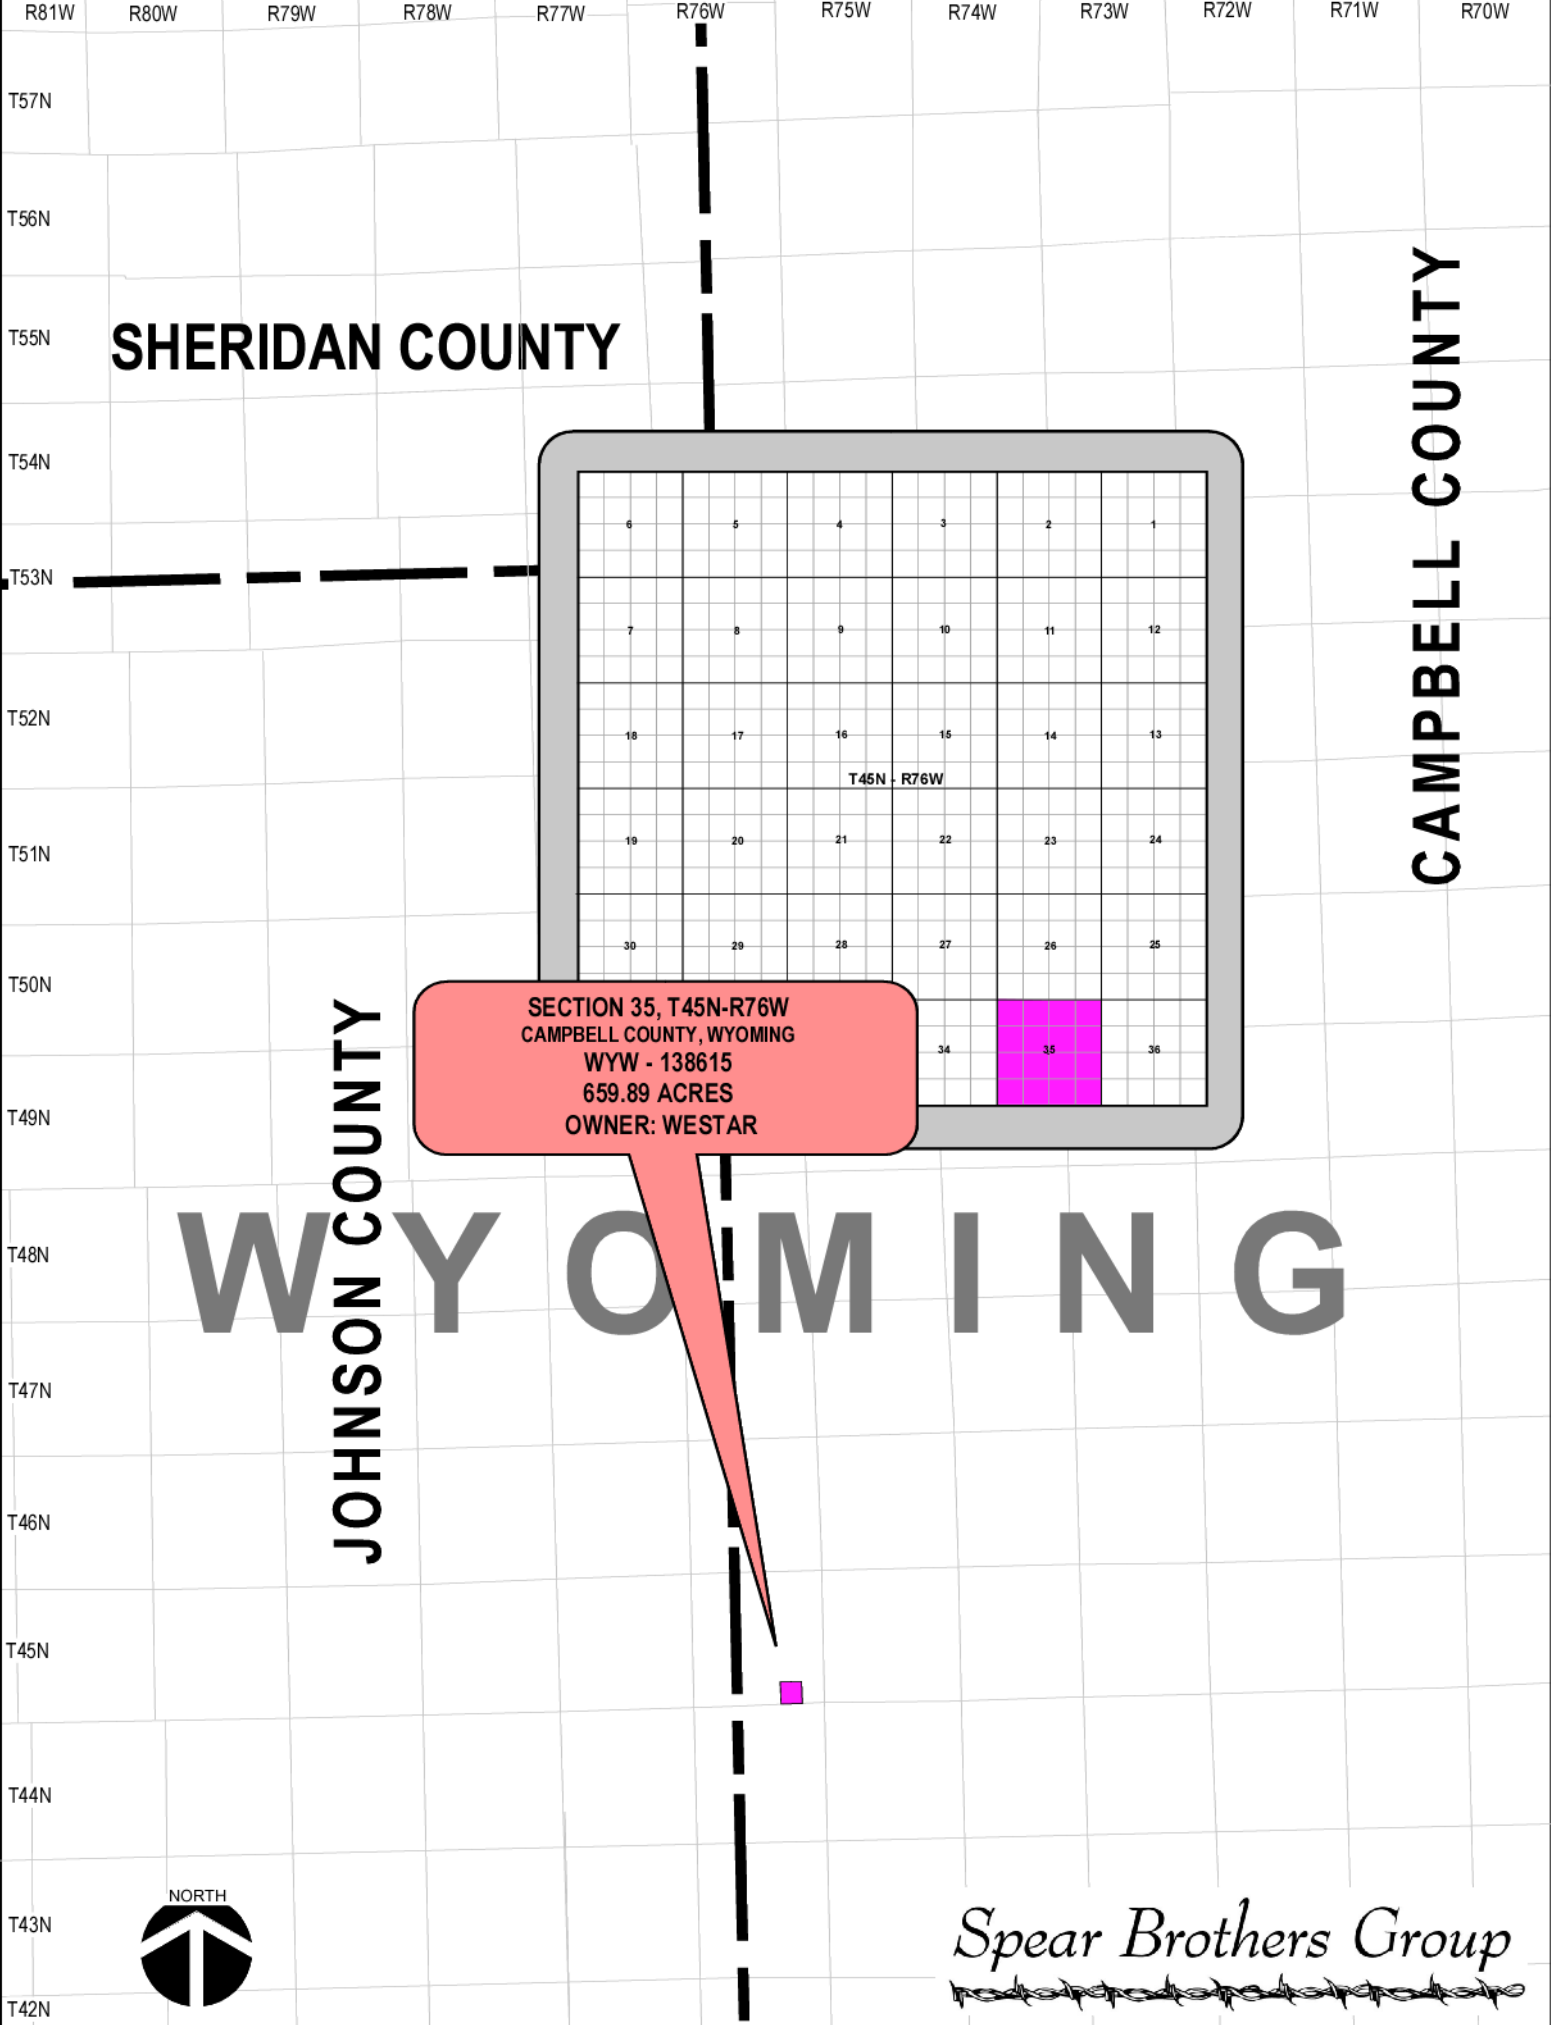 R81W R80W R79W R78W R77W R76W R75W R74W R73W R72W R71W R70W
T57N
T56N
T55N
SHERIDAN COUNTY
CAMPBELL COUNTY
T54N
6 5 4 3 2 1
T53N
7 8 9 10 11 12
T52N
18 17 16 15 14 13
T45N - R76W
T51N
19 20 21 22 23 24
30 29 28 27 26 25
T50N
SECTION 35, T45N-R76W
CAMPBELL COUNTY, WYOMING
WYW - 138615
659.89 ACRES
OWNER: WESTAR
34 35 36
JOHNSON COUNTY
T49N
WYOMING
T48N
T47N
T46N
T45N
T44N
NORTH
T43N
Spear Brothers Group
T42N